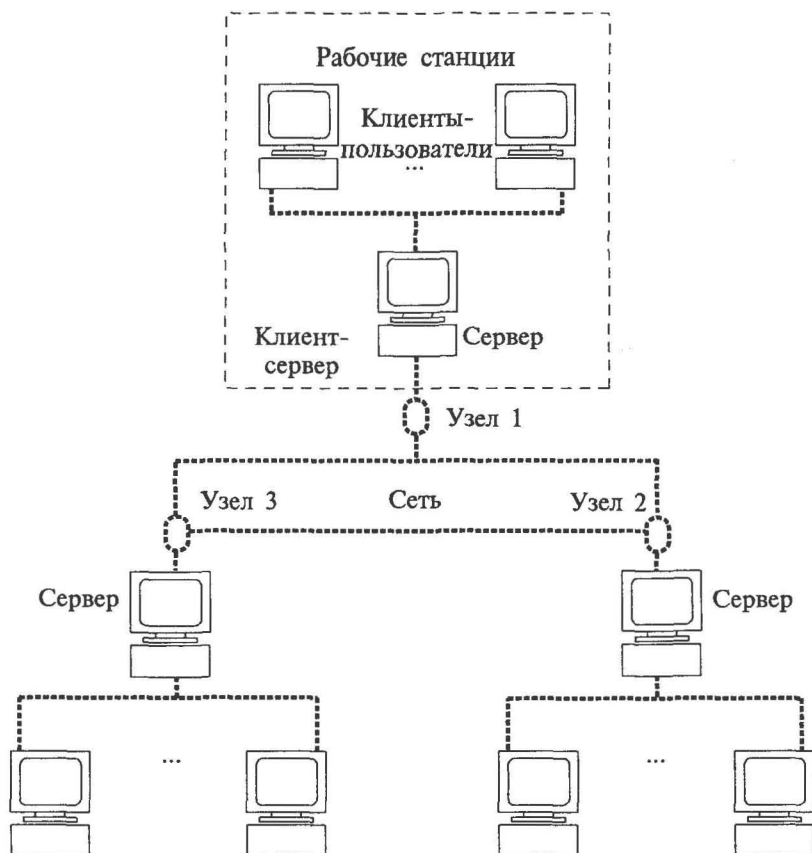 Рабочие станции
Клиенты-
пользователи
...
Клиент-
сервер
Сервер
Узел 1
Узел 3
Сеть
Узел 2
Сервер
Сервер
...
...